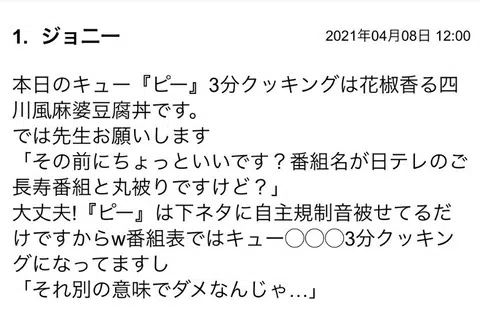 1. ジョニー
2021年04月08日 12:00
本日のキュー『ピー』3分クッキングは花椒香る四
川風麻婆豆腐丼です。
では先生お願いします
「その前にちょっといいです？番組名が日テレのご
長寿番組と丸被りですけど？」
大丈夫!『ピー』は下ネタに自主規制音被せてるだ
けですからw番組表ではキュー◯◯◯3分クッキン
グになってますし
「それ別の意味でダメなんじゃ…」